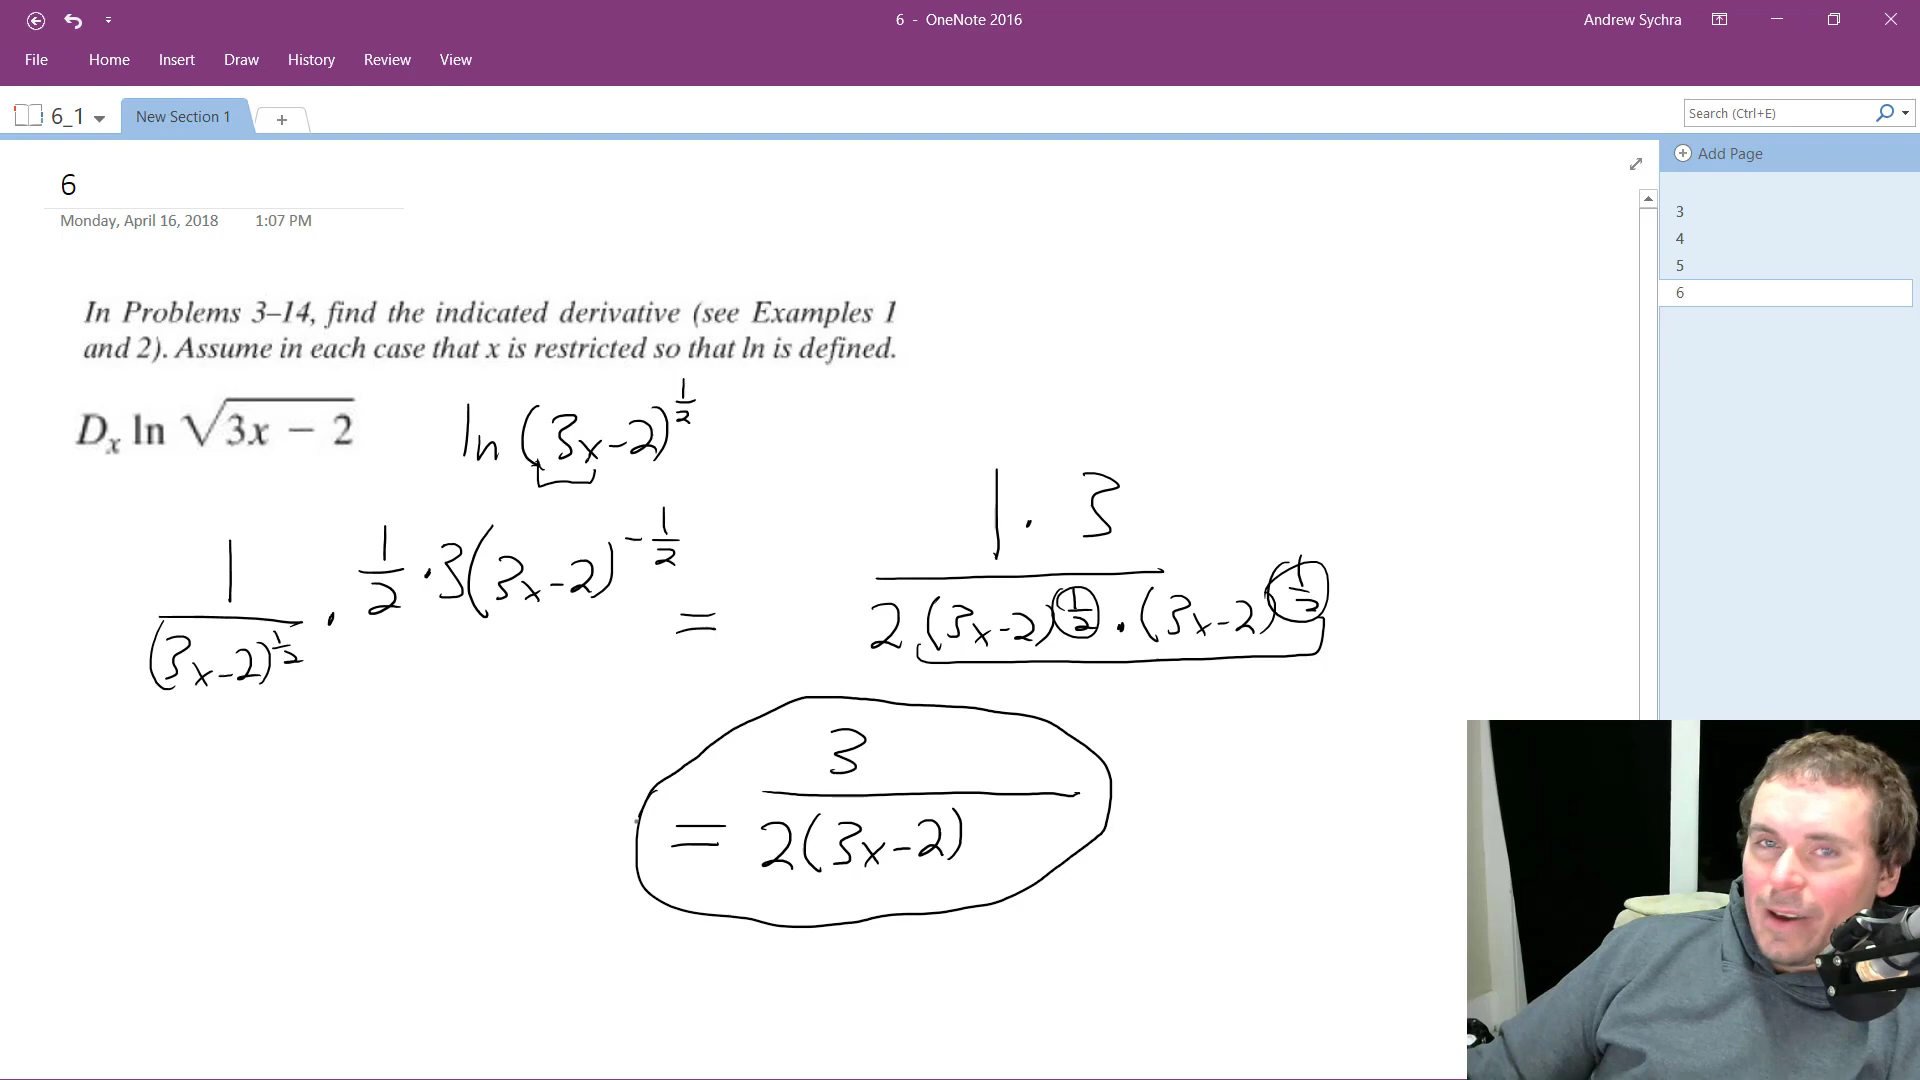 6 - OneNote 2016
Andrew Sychra
File Home Insert Draw History Review View
6_1
New Section 1
+
Search (Ctrl+E)
Add Page
3
4
5
6
6
Monday, April 16, 2018 1:07 PM
In Problems 3–14, find the indicated derivative (see Examples 1
and 2). Assume in each case that x is restricted so that ln is defined.
Dₓ ln √(3x − 2)
ln (3x-2)^(1/2)
1/(3x-2)^(1/2) · 1/2 · 3(3x-2)^(-1/2) = 1 · 3 / 2(3x-2)^(1/2) · (3x-2)^(1/2)
= 3 / 2(3x-2)